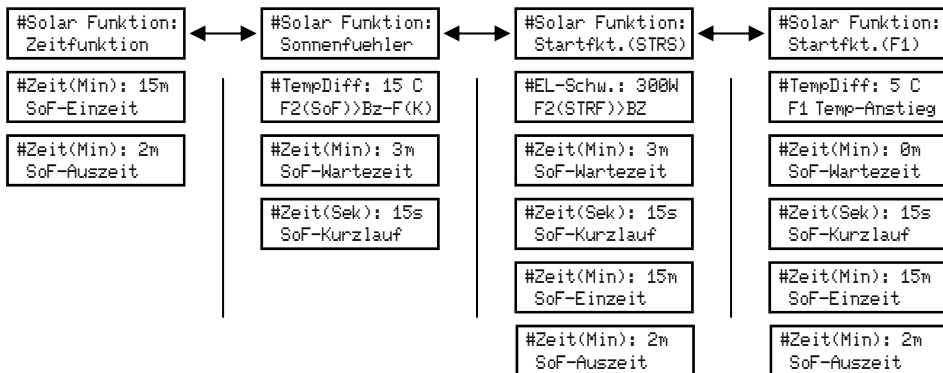 #Solar Funktion:
Zeitfunktion
#Zeit(Min): 15m
SoF-Einzeit
#Zeit(Min): 2m
SoF-Auszeit
#Solar Funktion:
Sonnenfuehler
#TempDiff: 15 C
F2(SoF)>Bz-F(K)
#Zeit(Min): 3m
SoF-Wartezeit
#Zeit(Sek): 15s
SoF-Kurzlauf
#Solar Funktion:
Startfkt.(STRS)
#EL-Schw.: 300W
F2(STRF)>BZ
#Zeit(Min): 3m
SoF-Wartezeit
#Zeit(Sek): 15s
SoF-Kurzlauf
#Zeit(Min): 15m
SoF-Einzeit
#Zeit(Min): 2m
SoF-Auszeit
#Solar Funktion:
Startfkt.(F1)
#TempDiff: 5 C
F1 Temp-Anstieg
#Zeit(Min): 0m
SoF-Wartezeit
#Zeit(Sek): 15s
SoF-Kurzlauf
#Zeit(Min): 15m
SoF-Einzeit
#Zeit(Min): 2m
SoF-Auszeit